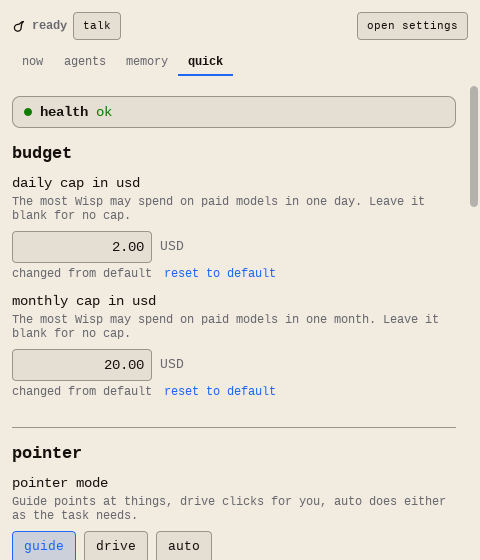 ready talk open settings
now agents memory quick
health ok
budget
daily cap in usd
The most Wisp may spend on paid models in one day. Leave it
blank for no cap.
2.00 USD
changed from default reset to default
monthly cap in usd
The most Wisp may spend on paid models in one month. Leave it
blank for no cap.
20.00 USD
changed from default reset to default
pointer
pointer mode
Guide points at things, drive clicks for you, auto does either
as the task needs.
guide drive auto